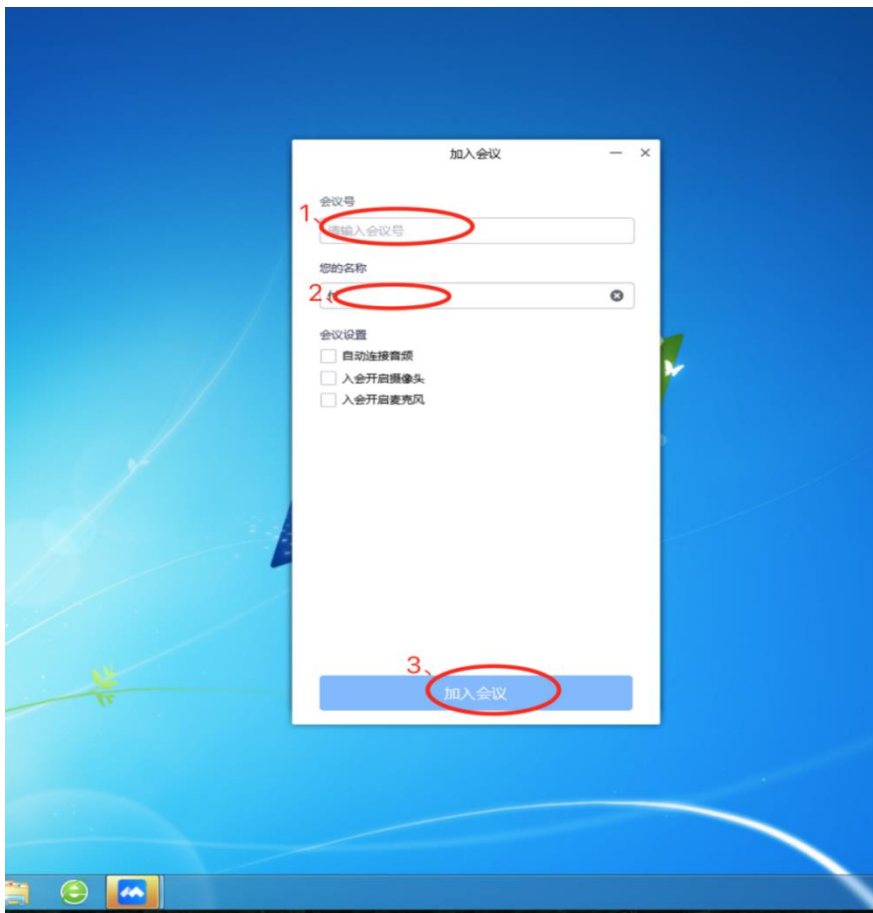 加入会议
会议号
1、
请输入会议号
您的名称
2、
会议设置
自动连接音频
入会开启摄像头
入会开启麦克风
3、
加入会议